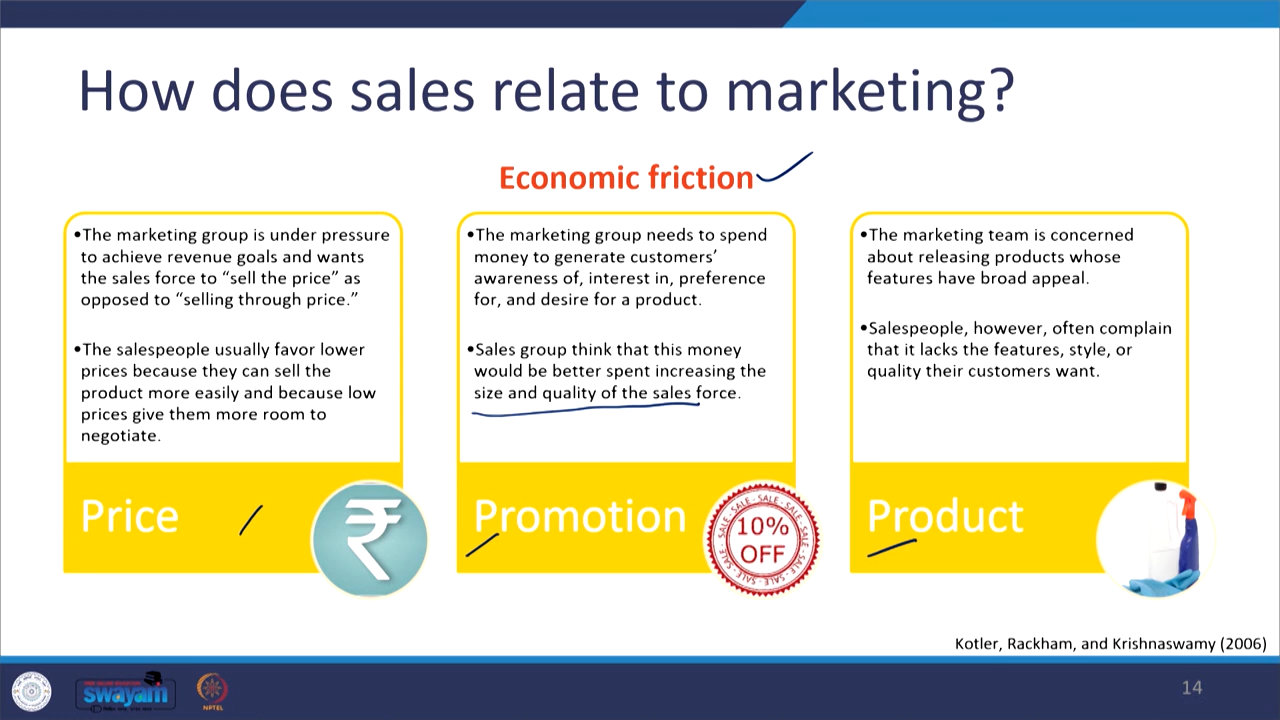 How does sales relate to marketing?
Economic friction
•The marketing group is under pressure
to achieve revenue goals and wants
the sales force to “sell the price” as
opposed to “selling through price.”
•The salespeople usually favor lower
prices because they can sell the
product more easily and because low
prices give them more room to
negotiate.
Price
₹
•The marketing group needs to spend
money to generate customers’
awareness of, interest in, preference
for, and desire for a product.
•Sales group think that this money
would be better spent increasing the
size and quality of the sales force.
Promotion
SALE - SALE - SALE
10%
OFF
•The marketing team is concerned
about releasing products whose
features have broad appeal.
•Salespeople, however, often complain
that it lacks the features, style, or
quality their customers want.
Product
Kotler, Rackham, and Krishnaswamy (2006)
swayam
NPTEL
14